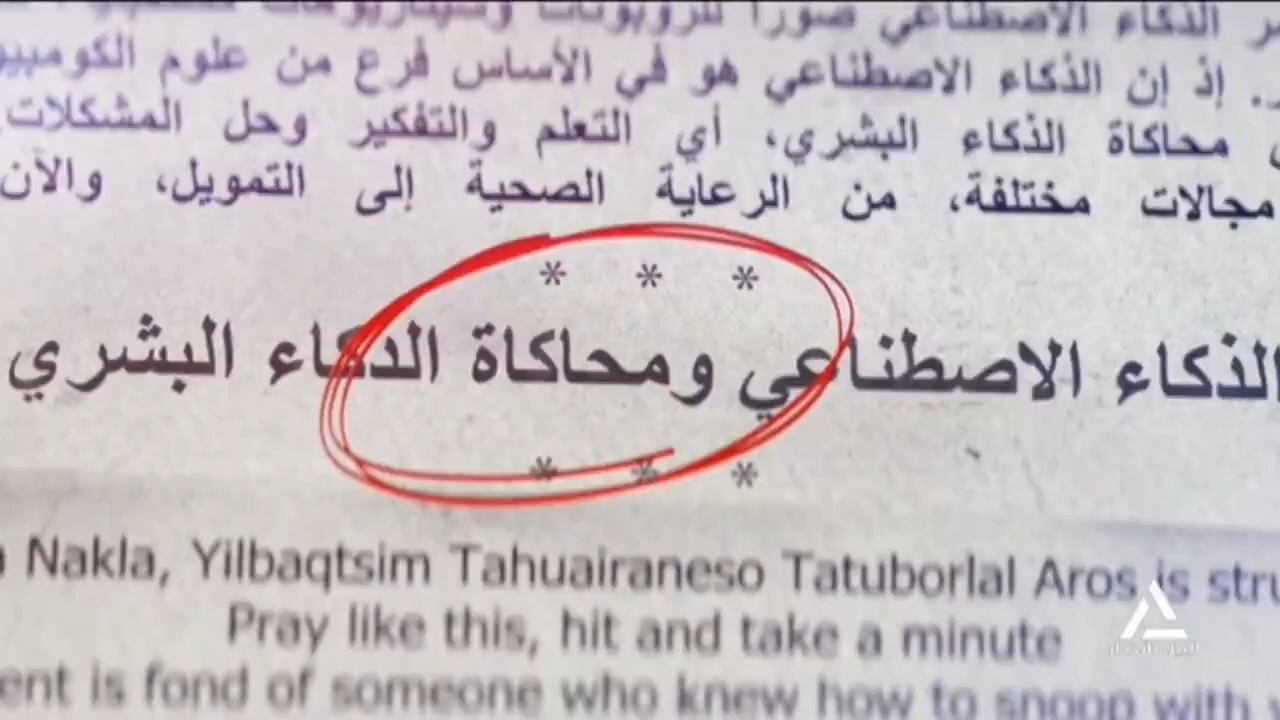 الذكاء الاصطناعي صوراً للروبوتات
إذ إن الذكاء الاصطناعي هو في الأساس فرع من علوم
محاكاة الذكاء البشري، أي التعلم والتفكير وحل المشكلات
مجالات مختلفة، من الرعاية الصحية إلى التمويل، والآن
* * *
الذكاء الاصطناعي ومحاكاة الذكاء البشري
* * *
Nakla, Yilbaqtsim Tahuairaneso Tatuborlal Aros is
Pray like this, hit and take a minute
is fond of someone who knew how to snoop with